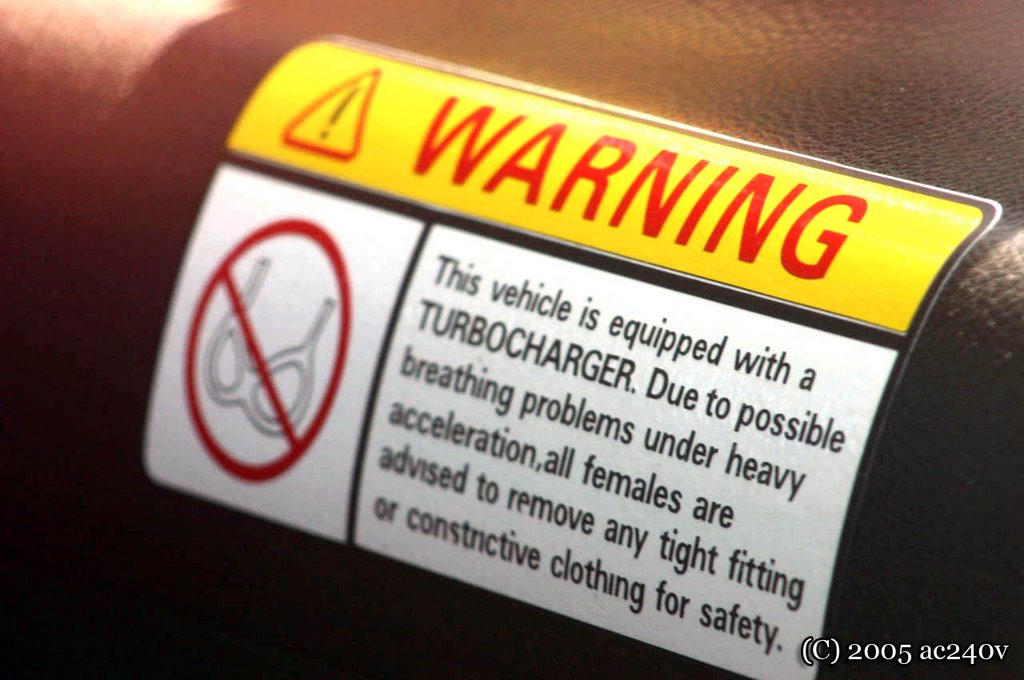 WARNING
This vehicle is equipped with a
TURBOCHARGER. Due to possible
breathing problems under heavy
acceleration,all females are
advised to remove any tight fitting
or constrictive clothing for safety.
(C) 2005 ac240v